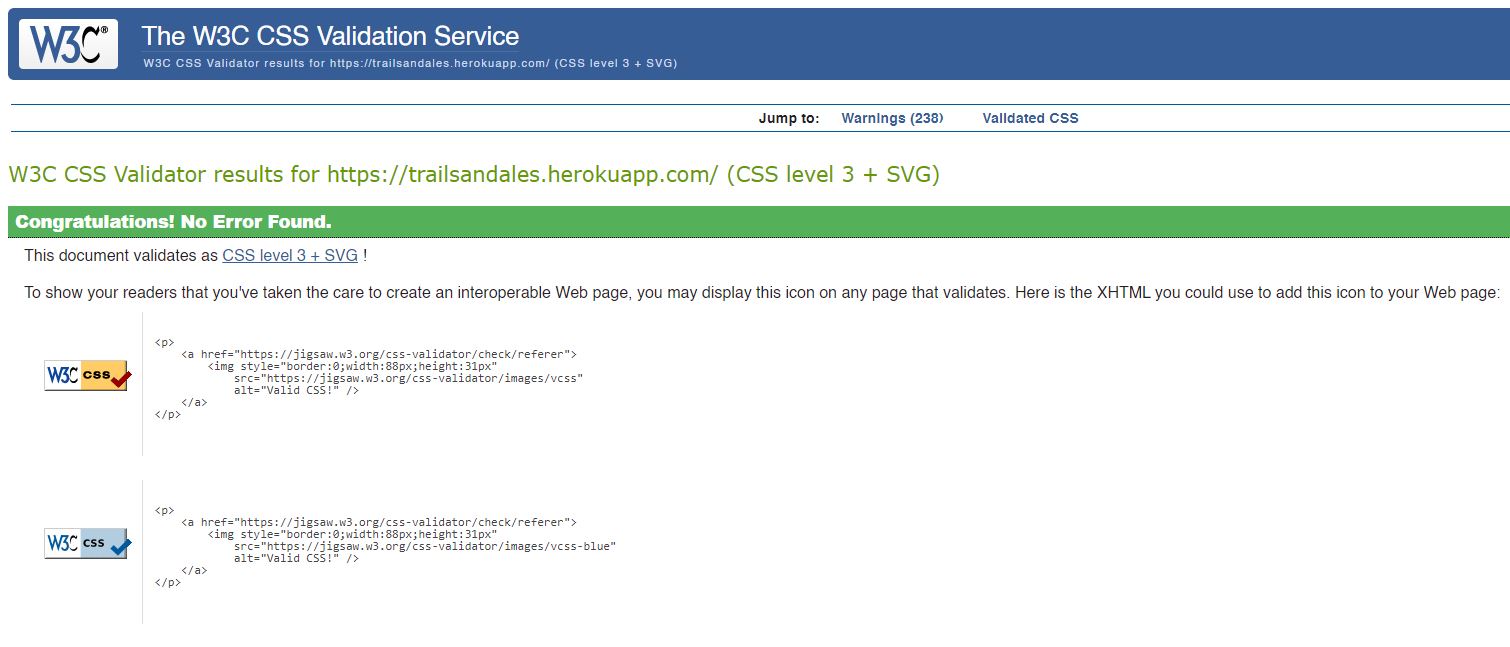 W3C® The W3C CSS Validation Service
W3C CSS Validator results for https://trailsandales.herokuapp.com/ (CSS level 3 + SVG)
Jump to: Warnings (238) Validated CSS
W3C CSS Validator results for https://trailsandales.herokuapp.com/ (CSS level 3 + SVG)
Congratulations! No Error Found.
This document validates as CSS level 3 + SVG !
To show your readers that you've taken the care to create an interoperable Web page, you may display this icon on any page that validates. Here is the XHTML you could use to add this icon to your Web page:
W3C css
<p>
<a href="https://jigsaw.w3.org/css-validator/check/referer">
<img style="border:0;width:88px;height:31px"
src="https://jigsaw.w3.org/css-validator/images/vcss"
alt="Valid CSS!" />
</a>
</p>
W3C css
<p>
<a href="https://jigsaw.w3.org/css-validator/check/referer">
<img style="border:0;width:88px;height:31px"
src="https://jigsaw.w3.org/css-validator/images/vcss-blue"
alt="Valid CSS!" />
</a>
</p>